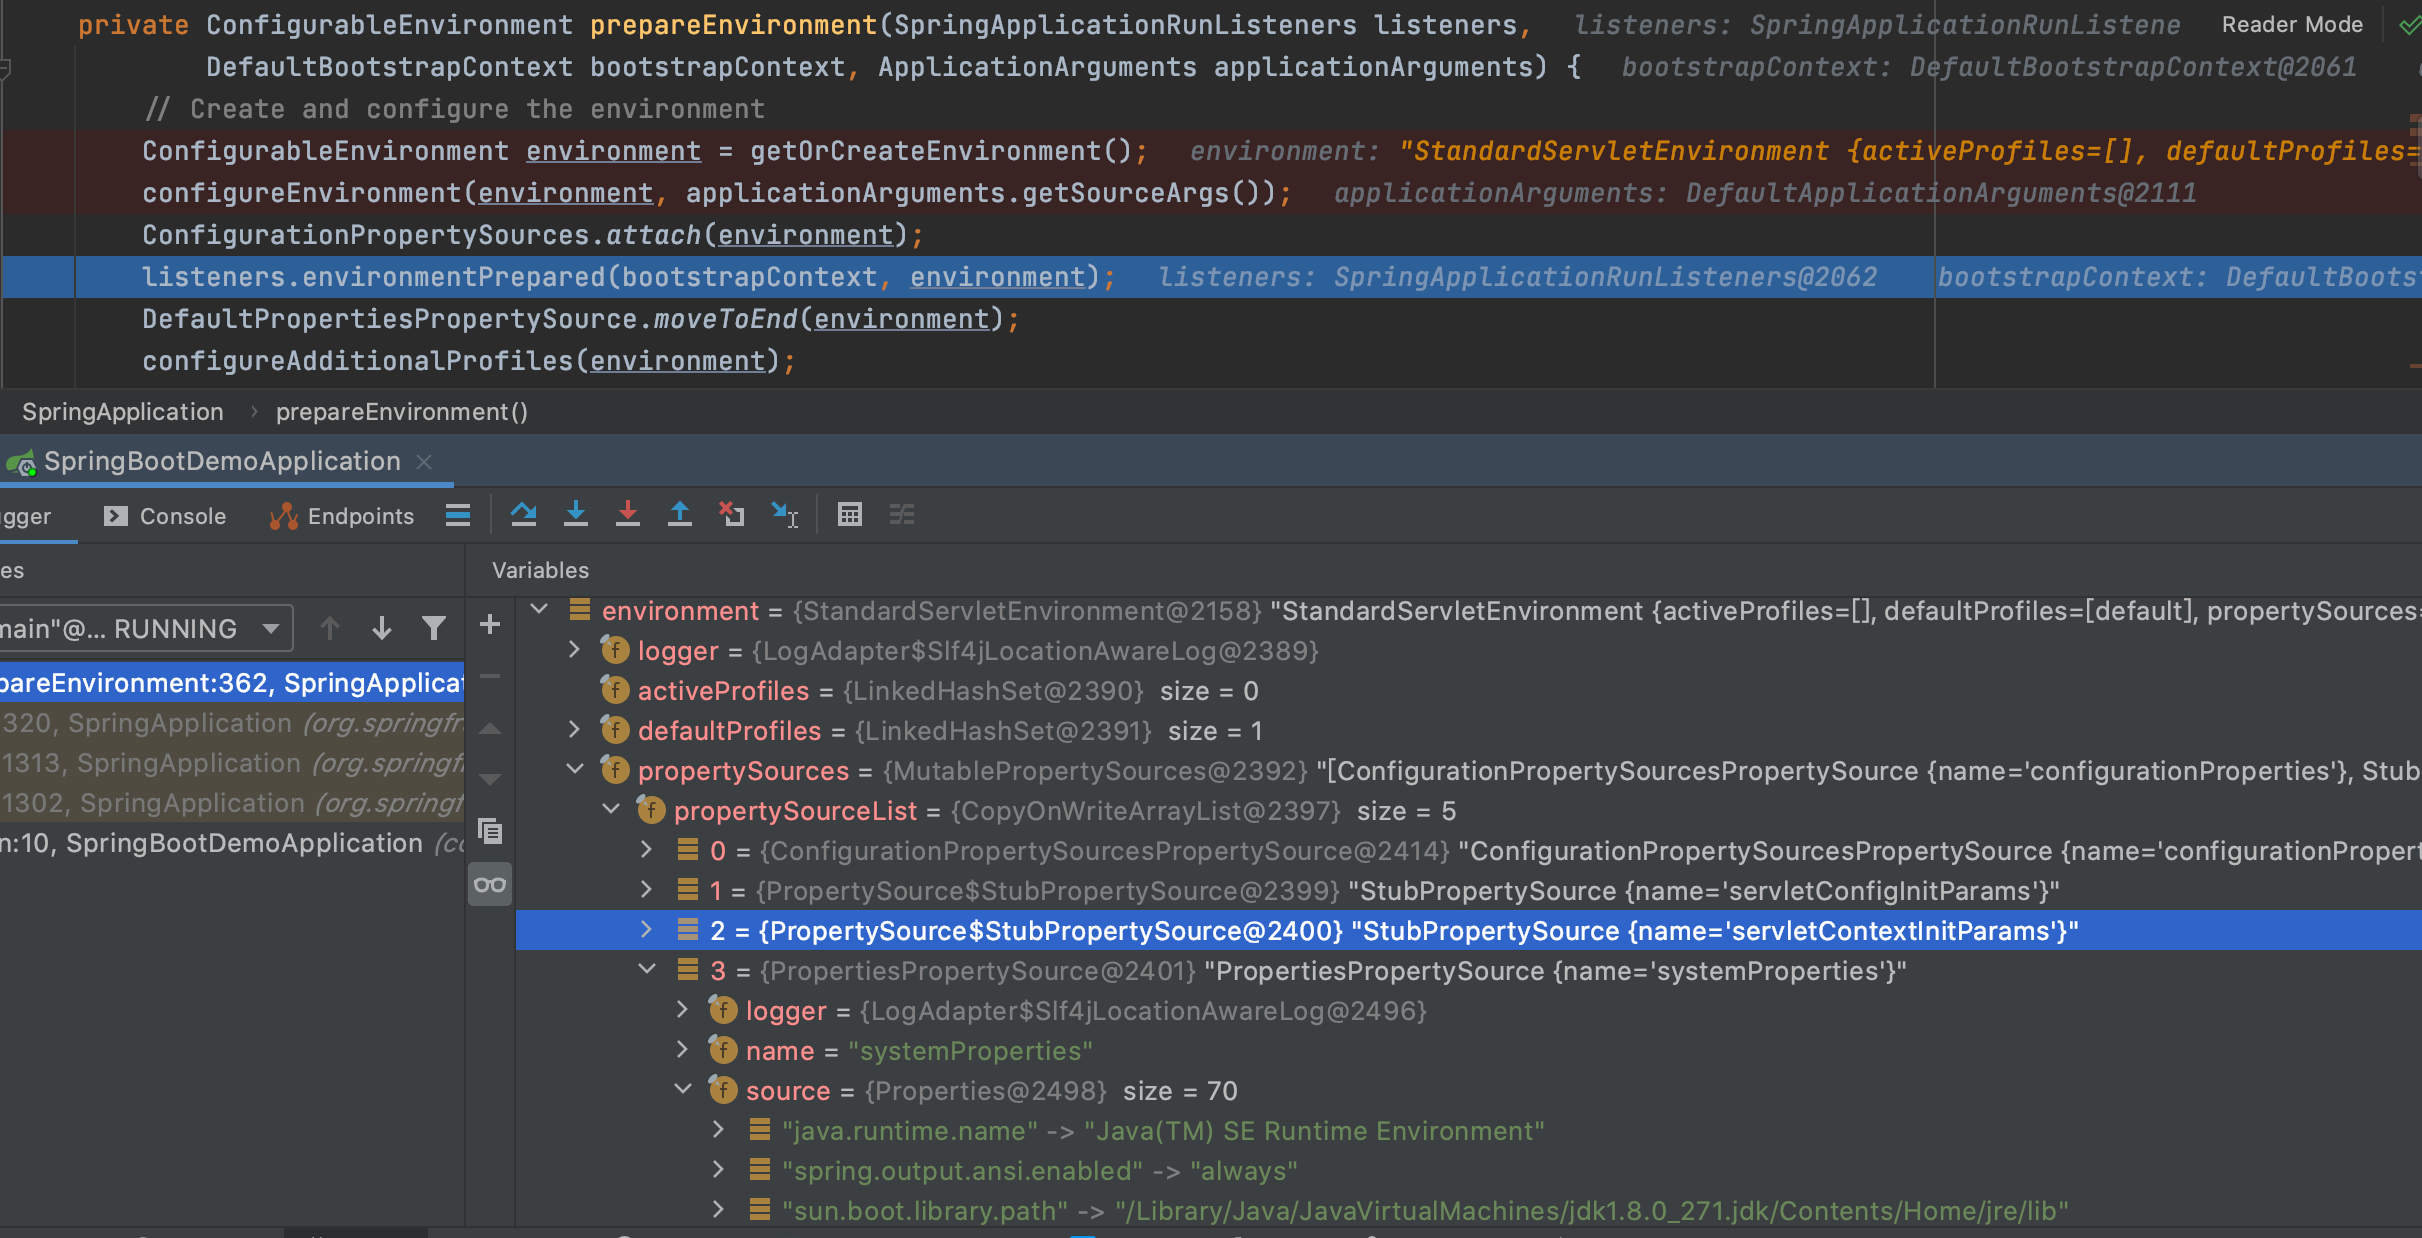 private ConfigurableEnvironment prepareEnvironment(SpringApplicationRunListeners listeners, listeners: SpringApplicationRunListene Reader Mode
DefaultBootstrapContext bootstrapContext, ApplicationArguments applicationArguments) { bootstrapContext: DefaultBootstrapContext@2061
// Create and configure the environment
ConfigurableEnvironment environment = getOrCreateEnvironment(); environment: "StandardServletEnvironment {activeProfiles=[], defaultProfiles=
configureEnvironment(environment, applicationArguments.getSourceArgs()); applicationArguments: DefaultApplicationArguments@2111
ConfigurationPropertySources.attach(environment);
listeners.environmentPrepared(bootstrapContext, environment); listeners: SpringApplicationRunListeners@2062 bootstrapContext: DefaultBoots
DefaultPropertiesPropertySource.moveToEnd(environment);
configureAdditionalProfiles(environment);
SpringApplication › prepareEnvironment()
SpringBootDemoApplication
gger Console Endpoints
es Variables
main"@... RUNNING
pareEnvironment:362, SpringApplicat
320, SpringApplication (org.springfr
1313, SpringApplication (org.springf
1302, SpringApplication (org.springf
n:10, SpringBootDemoApplication (co
environment = {StandardServletEnvironment@2158} "StandardServletEnvironment {activeProfiles=[], defaultProfiles=[default], propertySources=
logger = {LogAdapter$Slf4jLocationAwareLog@2389}
activeProfiles = {LinkedHashSet@2390} size = 0
defaultProfiles = {LinkedHashSet@2391} size = 1
propertySources = {MutablePropertySources@2392} "[ConfigurationPropertySourcesPropertySource {name='configurationProperties'}, Stub
propertySourceList = {CopyOnWriteArrayList@2397} size = 5
0 = {ConfigurationPropertySourcesPropertySource@2414} "ConfigurationPropertySourcesPropertySource {name='configurationPropert
1 = {PropertySource$StubPropertySource@2399} "StubPropertySource {name='servletConfigInitParams'}"
2 = {PropertySource$StubPropertySource@2400} "StubPropertySource {name='servletContextInitParams'}"
3 = {PropertiesPropertySource@2401} "PropertiesPropertySource {name='systemProperties'}"
logger = {LogAdapter$Slf4jLocationAwareLog@2496}
name = "systemProperties"
source = {Properties@2498} size = 70
"java.runtime.name" -> "Java(TM) SE Runtime Environment"
"spring.output.ansi.enabled" -> "always"
"sun.boot.library.path" -> "/Library/Java/JavaVirtualMachines/jdk1.8.0_271.jdk/Contents/Home/jre/lib"